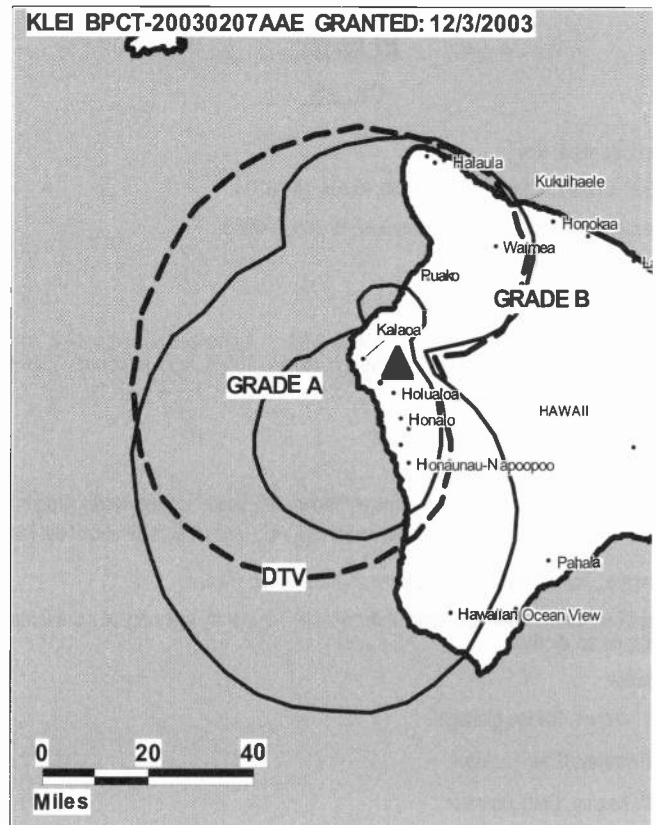 KLEI BPCT-20030207AAE GRANTED: 12/3/2003
Halaula
Kukuihaele
Honokaa
Waimea
Puako
GRADE B
Kalaoa
GRADE A
Holualoa
HAWAII
Honalo
Honaunau-Napoopoo
DTV
Pahala
Hawaiian Ocean View
0 20 40
Miles